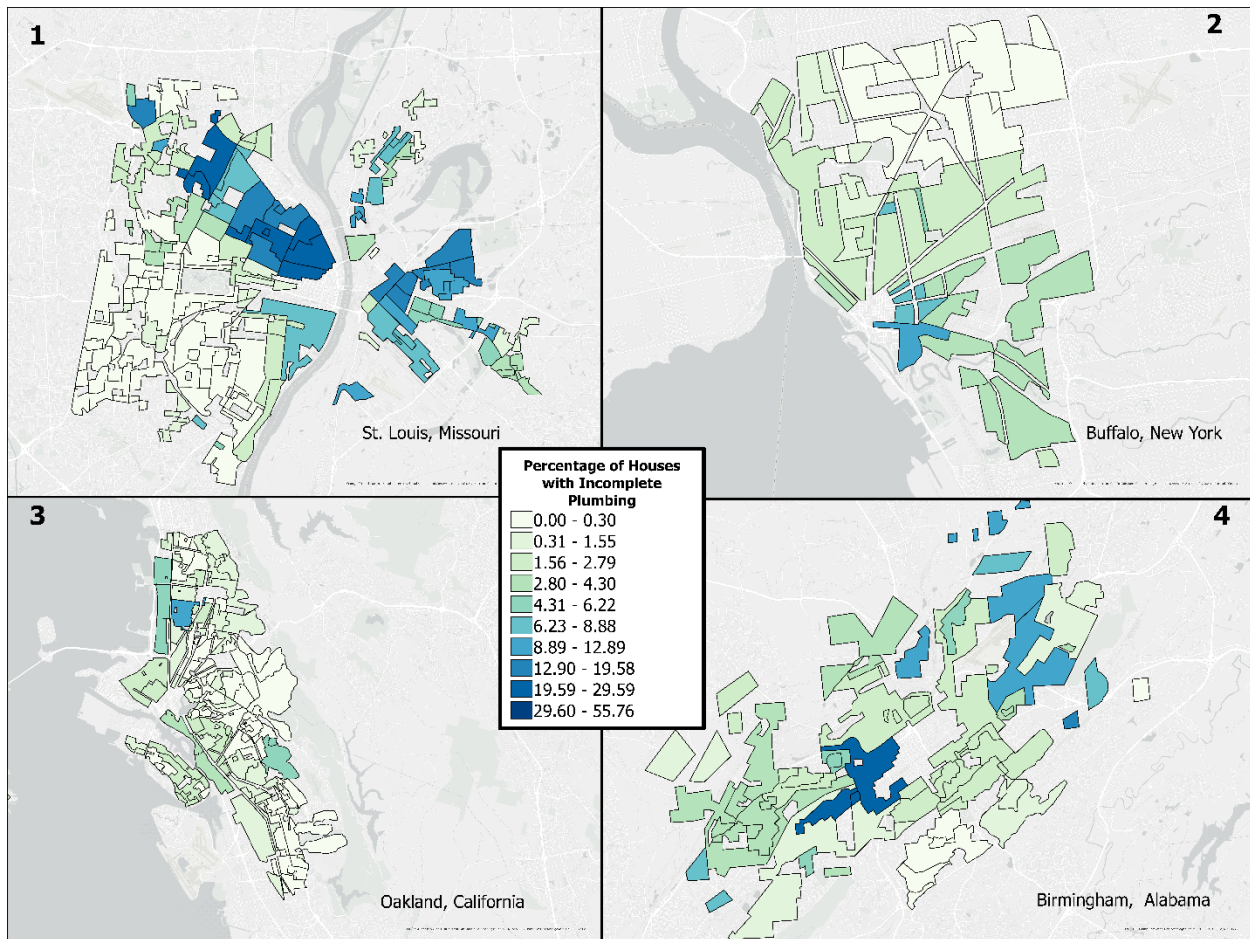 1
2
St. Louis, Missouri
Buffalo, New York
Percentage of Houses
with Incomplete
Plumbing
0.00 - 0.30
0.31 - 1.55
1.56 - 2.79
2.80 - 4.30
4.31 - 6.22
6.23 - 8.88
8.89 - 12.89
12.90 - 19.58
19.59 - 29.59
29.60 - 55.76
3
4
Oakland, California
Birmingham, Alabama